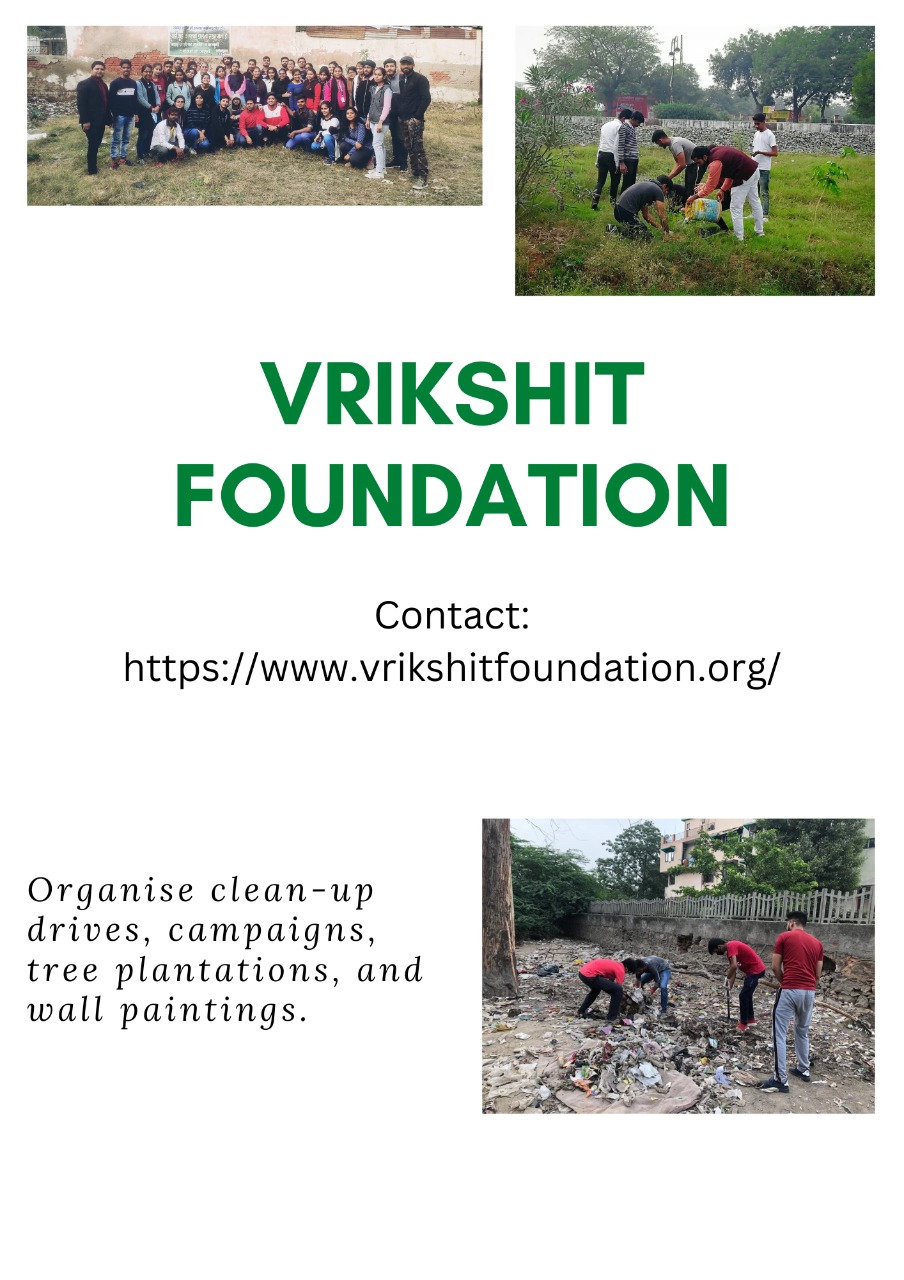 VRIKSHIT
FOUNDATION
Contact:
https://www.vrikshitfoundation.org/
Organise clean-up
drives, campaigns,
tree plantations, and
wall paintings.